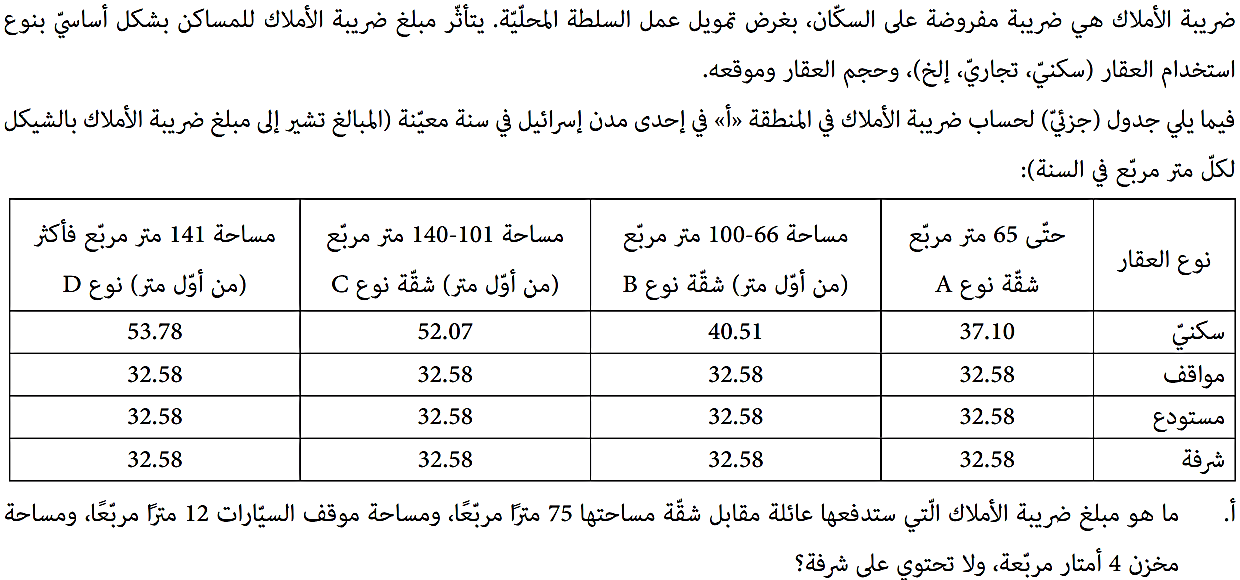 ضريبة الأملاك هي ضريبة مفروضة على السكّان، بغرض تمويل عمل السلطة المحلّيّة. يتأثّر مبلغ ضريبة الأملاك للمساكن بشكل أساسيّ بنوع
استخدام العقار (سكنيّ، تجاريّ، إلخ)، وحجم العقار وموقعه.
فيما يلي جدول (جزئيّ) لحساب ضريبة الأملاك في المنطقة «أ» في إحدى مدن إسرائيل في سنة معيّنة (المبالغ تشير إلى مبلغ ضريبة الأملاك بالشيكل
لكلّ متر مربّع في السنة):
نوع العقار حتّى 65 متر مربّع مساحة 66-100 متر مربّع مساحة 101-140 متر مربّع مساحة 141 متر مربّع فأكثر
شقّة نوع A (من أوّل متر) شقّة نوع B (من أوّل متر) شقّة نوع C (من أوّل متر) نوع D
سكنيّ 37.10 40.51 52.07 53.78
مواقف 32.58 32.58 32.58 32.58
مستودع 32.58 32.58 32.58 32.58
شرفة 32.58 32.58 32.58 32.58
أ. ما هو مبلغ ضريبة الأملاك الّتي ستدفعها عائلة مقابل شقّة مساحتها 75 مترًا مربّعًا، ومساحة موقف السيّارات 12 مترًا مربّعًا، ومساحة
مخزن 4 أمتار مربّعة، ولا تحتوي على شرفة؟